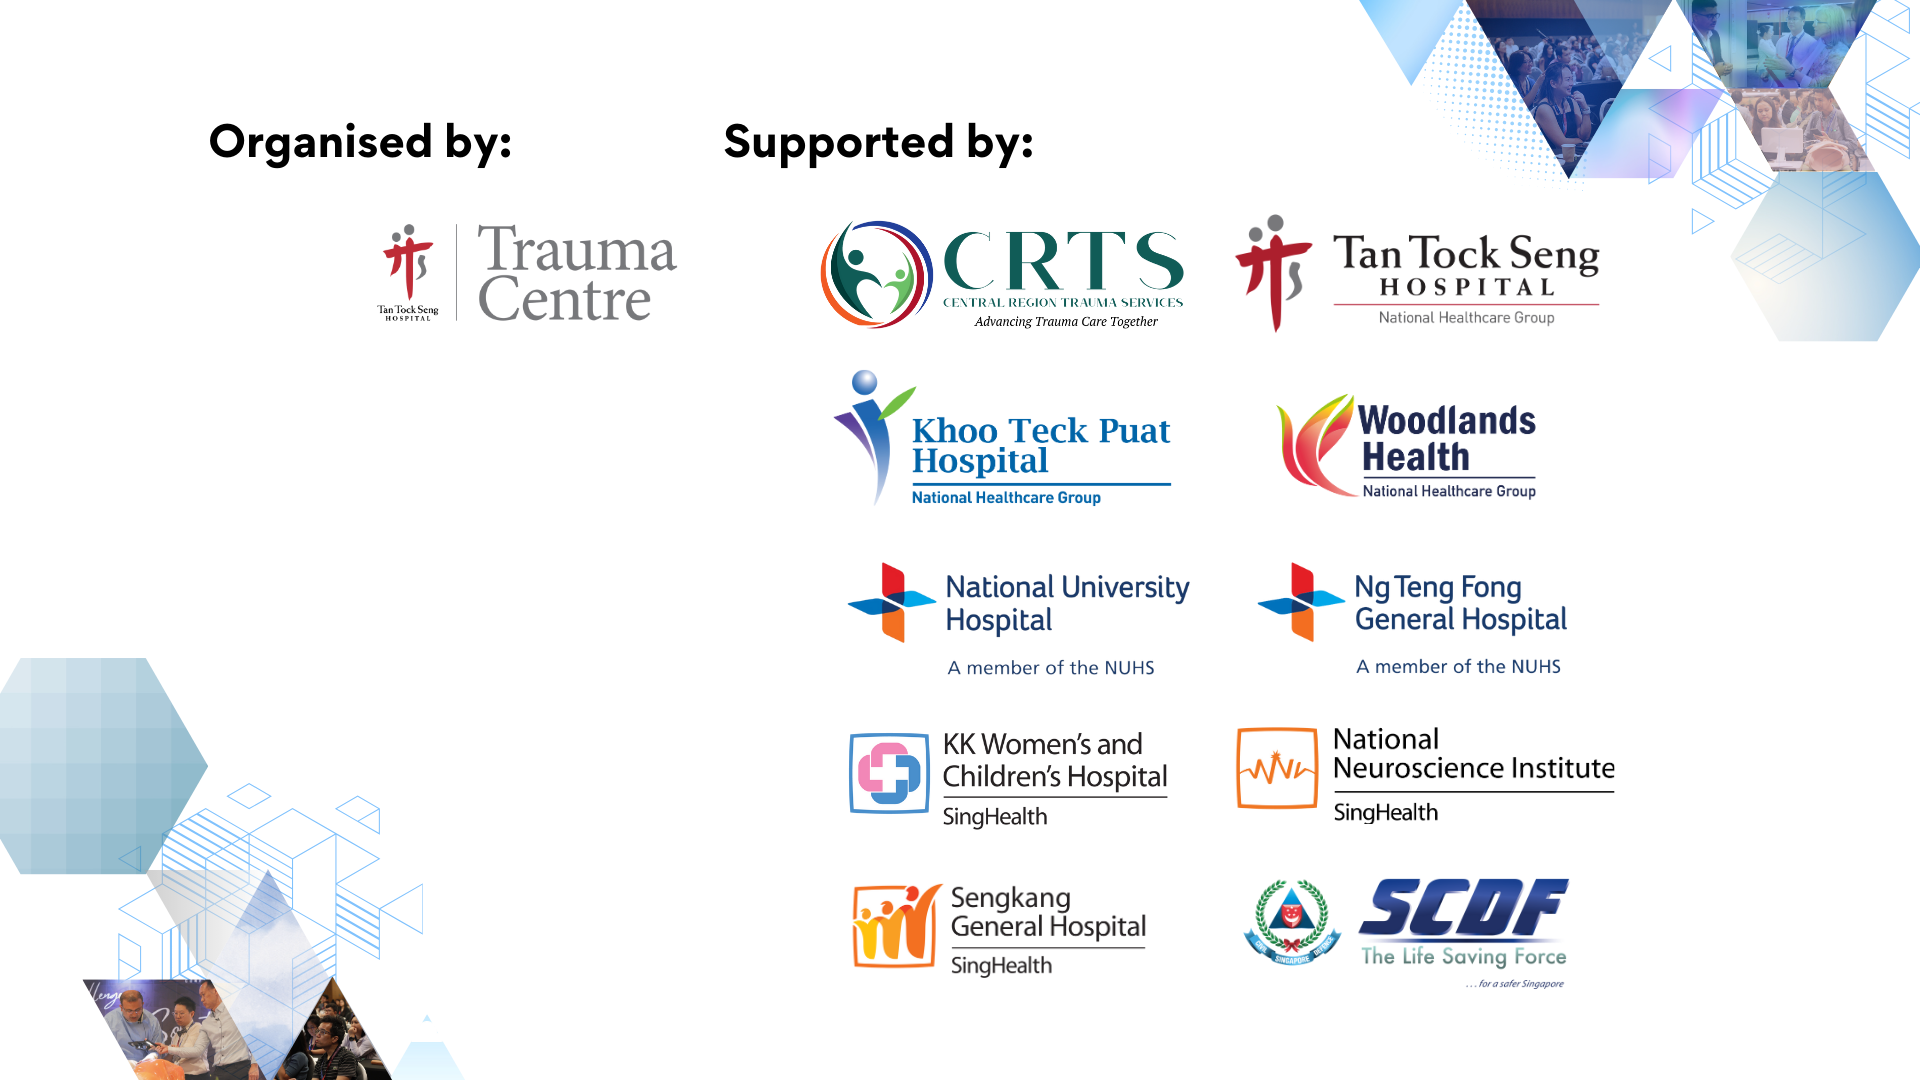 Organised by:
Supported by:
Tan Tock Seng
HOSPITAL
Trauma
Centre
CRTS
CENTRAL REGION TRAUMA SERVICES
Advancing Trauma Care Together
Tan Tock Seng
HOSPITAL
National Healthcare Group
Khoo Teck Puat
Hospital
National Healthcare Group
Woodlands
Health
National Healthcare Group
National University
Hospital
A member of the NUHS
Ng Teng Fong
General Hospital
A member of the NUHS
KK Women's and
Children's Hospital
SingHealth
National
Neuroscience Institute
SingHealth
Sengkang
General Hospital
SingHealth
SINGAPORE
SCDF
The Life Saving Force
...for a safer Singapore